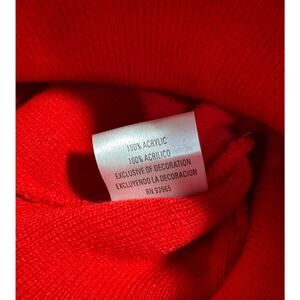 100% ACRYLIC
100% ACRILICO
EXCLUSIVE OF DECORATION
EXCLUYENDO LA DECORACION
RN 93965